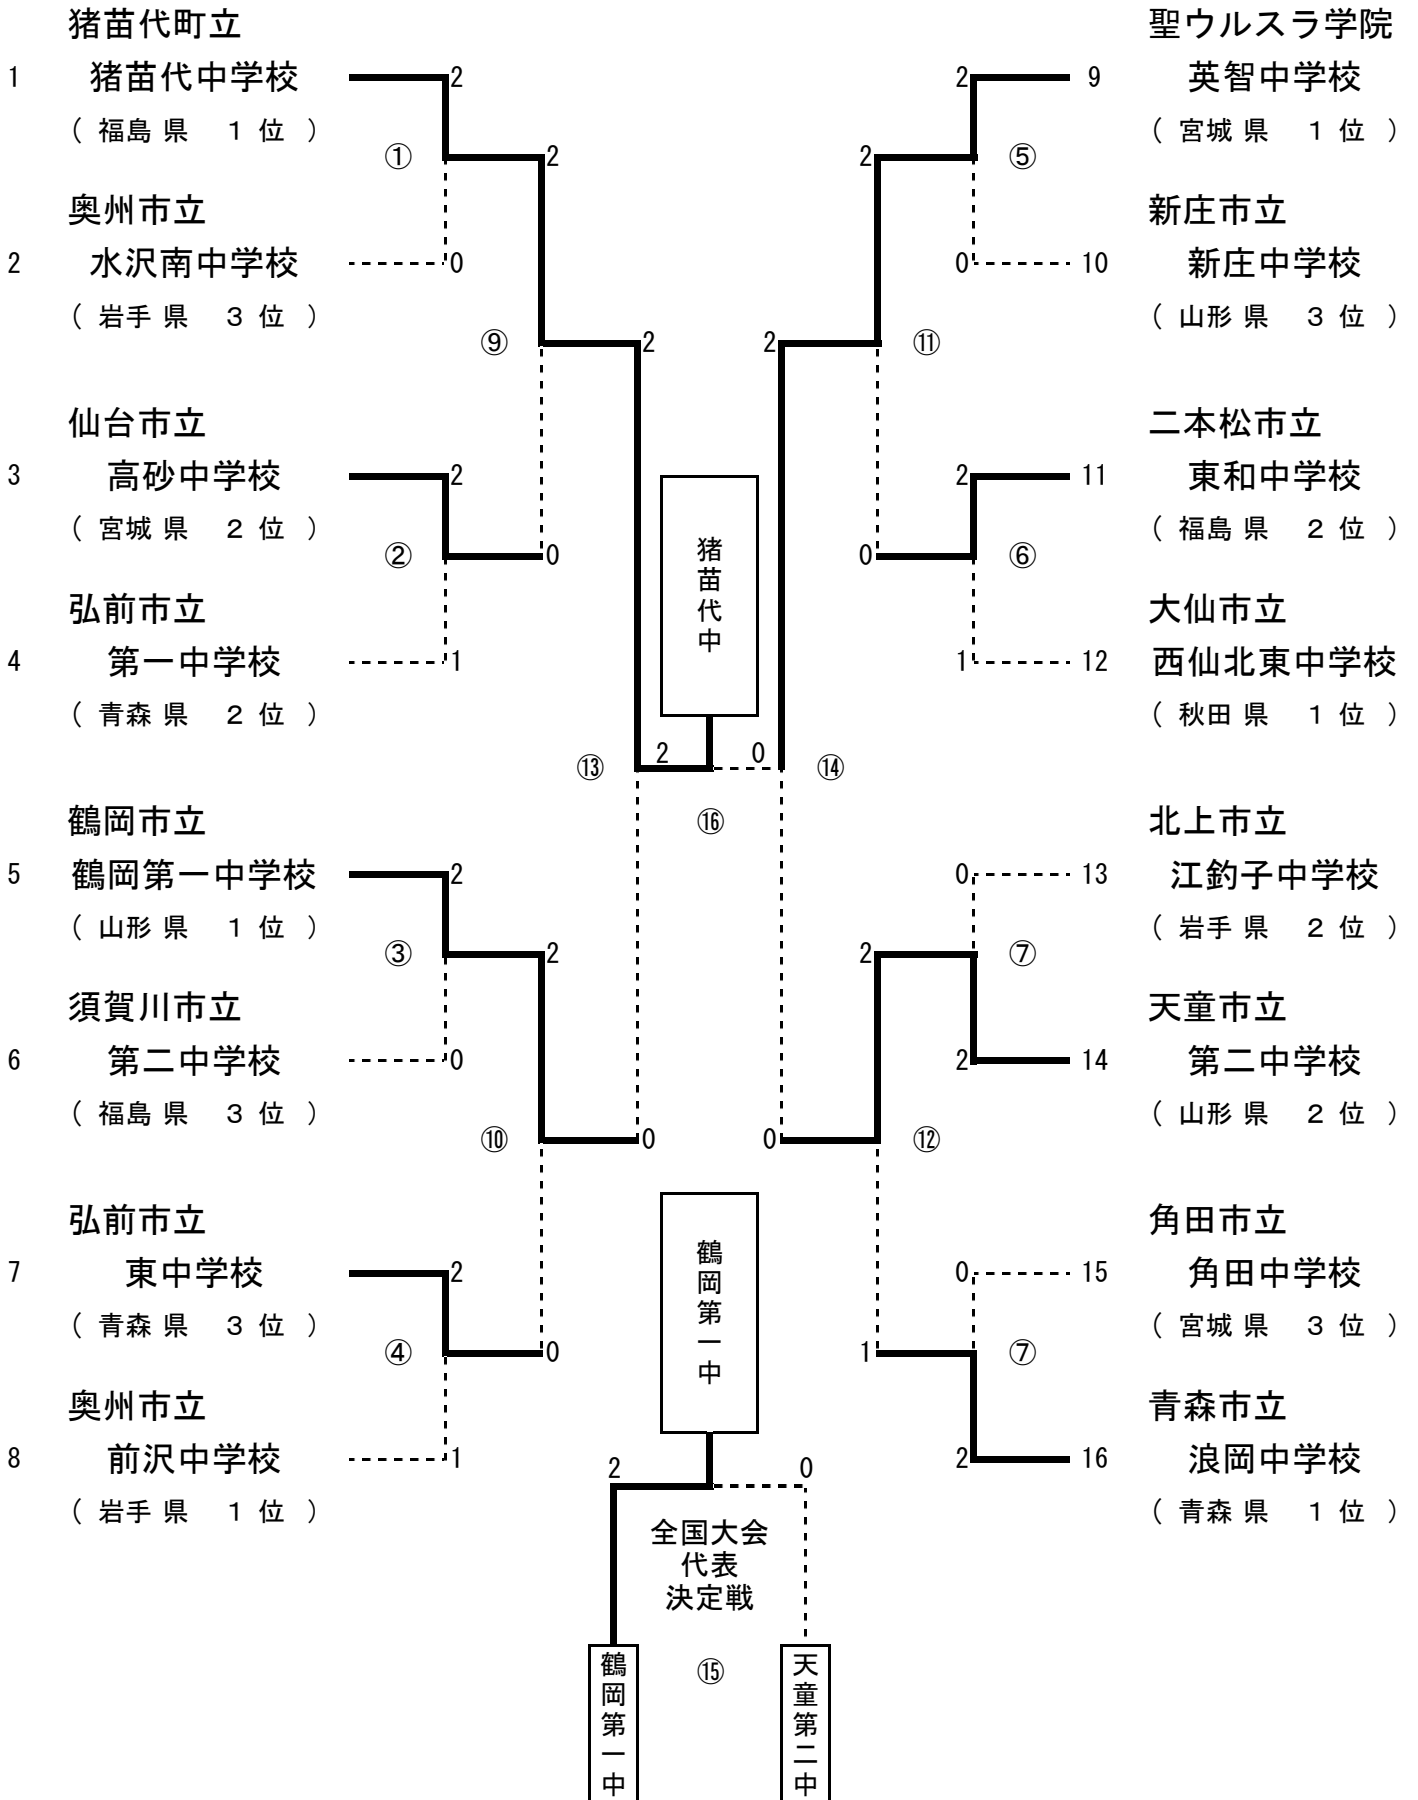 猪苗代町立
1 猪苗代中学校 2
( 福島 県 1 位 )
① 2
奥州市立
2 水沢南中学校 0
( 岩手 県 3 位 )
⑨ 2
仙台市立
3 高砂中学校 2
( 宮城 県 2 位 )
② 0
弘前市立
4 第一中学校 1
( 青森 県 2 位 )
⑬
鶴岡市立
5 鶴岡第一中学校 2
( 山形 県 1 位 )
③ 2
須賀川市立
6 第二中学校 0
( 福島 県 3 位 )
⑩ 0
弘前市立
7 東中学校 2
( 青森 県 3 位 )
④ 0
奥州市立
8 前沢中学校 1
( 岩手 県 1 位 )
猪苗代中
2 0
⑯
鶴岡第一中
2 0
全国大会
代表
決定戦
⑮
鶴岡第一中
天童第二中
聖ウルスラ学院
2 9 英智中学校
( 宮城 県 1 位 )
2 ⑤
新庄市立
0 10 新庄中学校
( 山形 県 3 位 )
2 ⑪
二本松市立
2 11 東和中学校
( 福島 県 2 位 )
0 ⑥
大仙市立
1 12 西仙北東中学校
( 秋田 県 1 位 )
⑭
北上市立
0 13 江釣子中学校
( 岩手 県 2 位 )
2 ⑦
天童市立
2 14 第二中学校
( 山形 県 2 位 )
0 ⑫
角田市立
0 15 角田中学校
( 宮城 県 3 位 )
1 ⑦
青森市立
2 16 浪岡中学校
( 青森 県 1 位 )